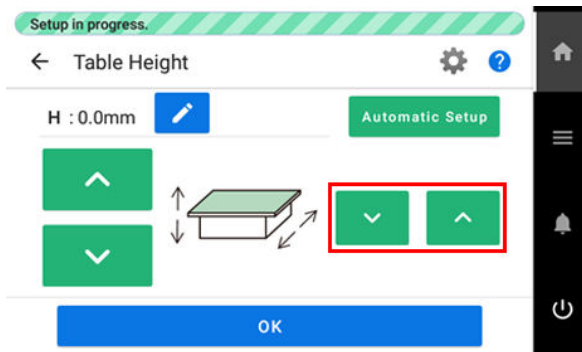 Setup in progress.
Table Height
?
H : 0.0mm
Automatic Setup
OK